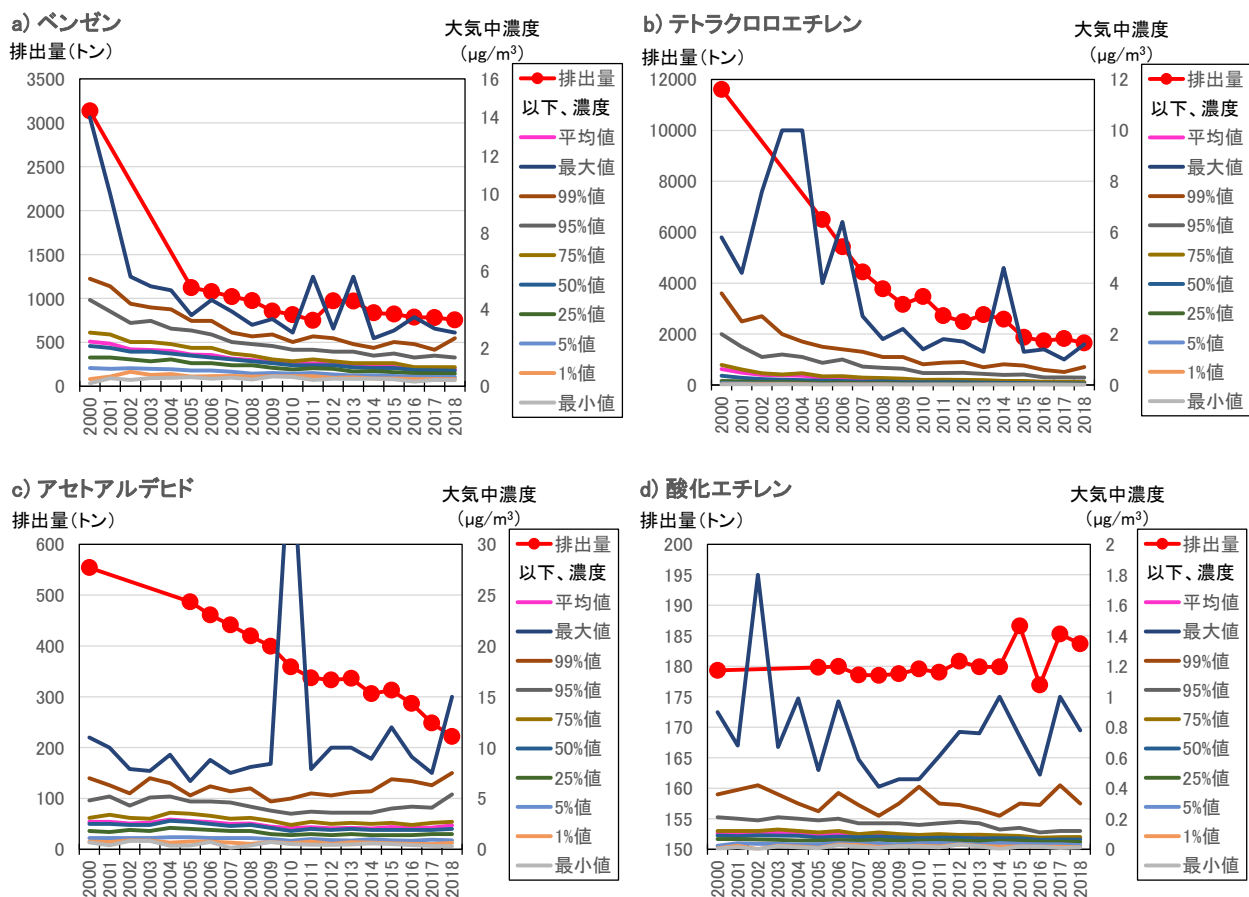 a) ベンゼン
排出量(トン)
大気中濃度
(μg/m³)
3500
3000
2500
2000
1500
1000
500
0
16
14
12
10
8
6
4
2
0
2000
2001
2002
2003
2004
2005
2006
2007
2008
2009
2010
2011
2012
2013
2014
2015
2016
2017
2018
排出量
以下、濃度
平均値
最大値
99%値
95%値
75%値
50%値
25%値
5%値
1%値
最小値
b) テトラクロロエチレン
排出量(トン)
大気中濃度
(μg/m³)
12000
10000
8000
6000
4000
2000
0
12
10
8
6
4
2
0
2000
2001
2002
2003
2004
2005
2006
2007
2008
2009
2010
2011
2012
2013
2014
2015
2016
2017
2018
排出量
以下、濃度
平均値
最大値
99%値
95%値
75%値
50%値
25%値
5%値
1%値
最小値
c) アセトアルデヒド
排出量(トン)
大気中濃度
(μg/m³)
600
500
400
300
200
100
0
30
25
20
15
10
5
0
2000
2001
2002
2003
2004
2005
2006
2007
2008
2009
2010
2011
2012
2013
2014
2015
2016
2017
2018
排出量
以下、濃度
平均値
最大値
99%値
95%値
75%値
50%値
25%値
5%値
1%値
最小値
d) 酸化エチレン
排出量(トン)
大気中濃度
(μg/m³)
200
195
190
185
180
175
170
165
160
155
150
2
1.8
1.6
1.4
1.2
1
0.8
0.6
0.4
0.2
0
2000
2001
2002
2003
2004
2005
2006
2007
2008
2009
2010
2011
2012
2013
2014
2015
2016
2017
2018
排出量
以下、濃度
平均値
最大値
99%値
95%値
75%値
50%値
25%値
5%値
1%値
最小値